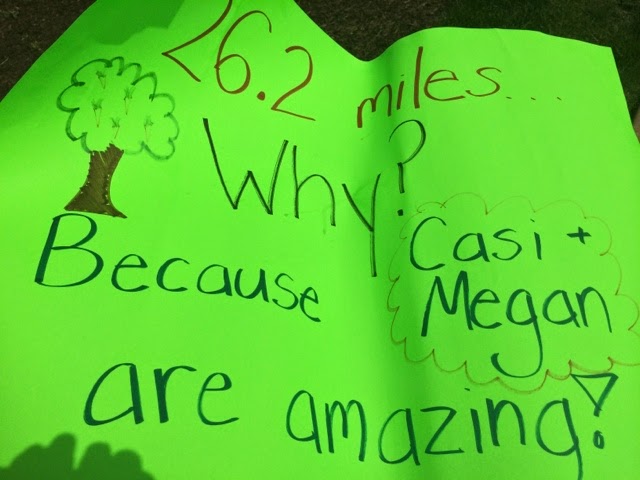 26.2 miles...
Why?
Because Casi +
Megan
are amazing!